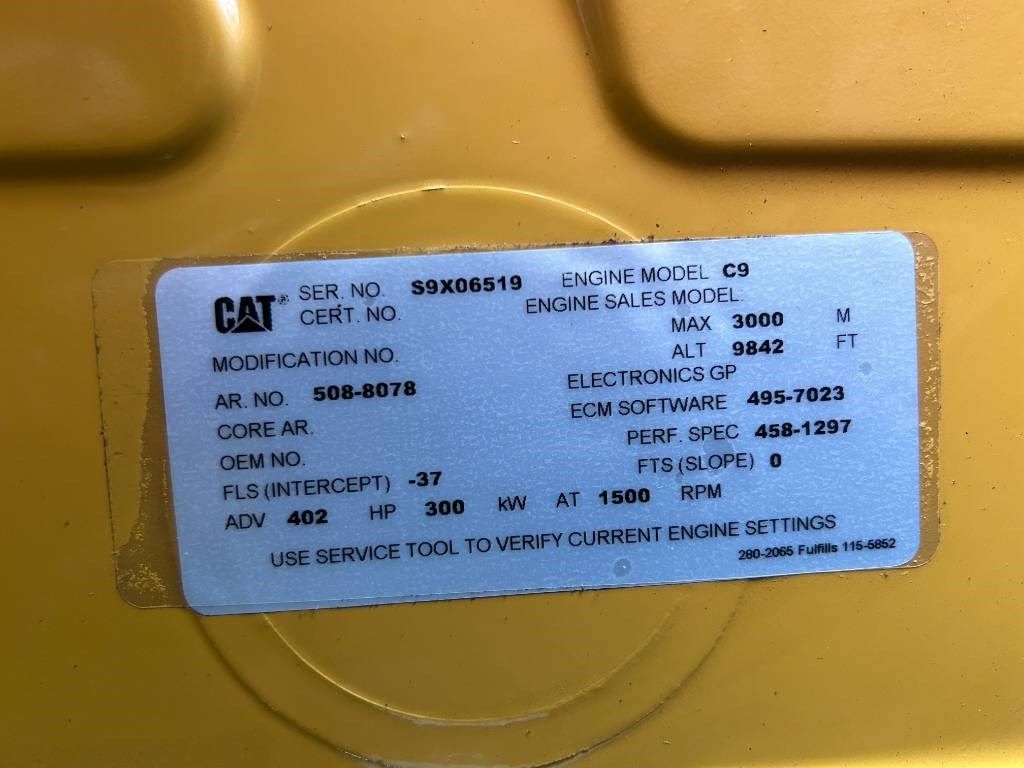 CAT® SER. NO. S9X06519 ENGINE MODEL C9
CERT. NO. ENGINE SALES MODEL.
MAX 3000 M
MODIFICATION NO. ALT 9842 FT
AR. NO. 508-8078 ELECTRONICS GP
CORE AR. ECM SOFTWARE 495-7023
OEM NO. PERF. SPEC 458-1297
FLS (INTERCEPT) -37 FTS (SLOPE) 0
ADV 402 HP 300 kW AT 1500 RPM
USE SERVICE TOOL TO VERIFY CURRENT ENGINE SETTINGS
280-2065 Fulfills 115-5852